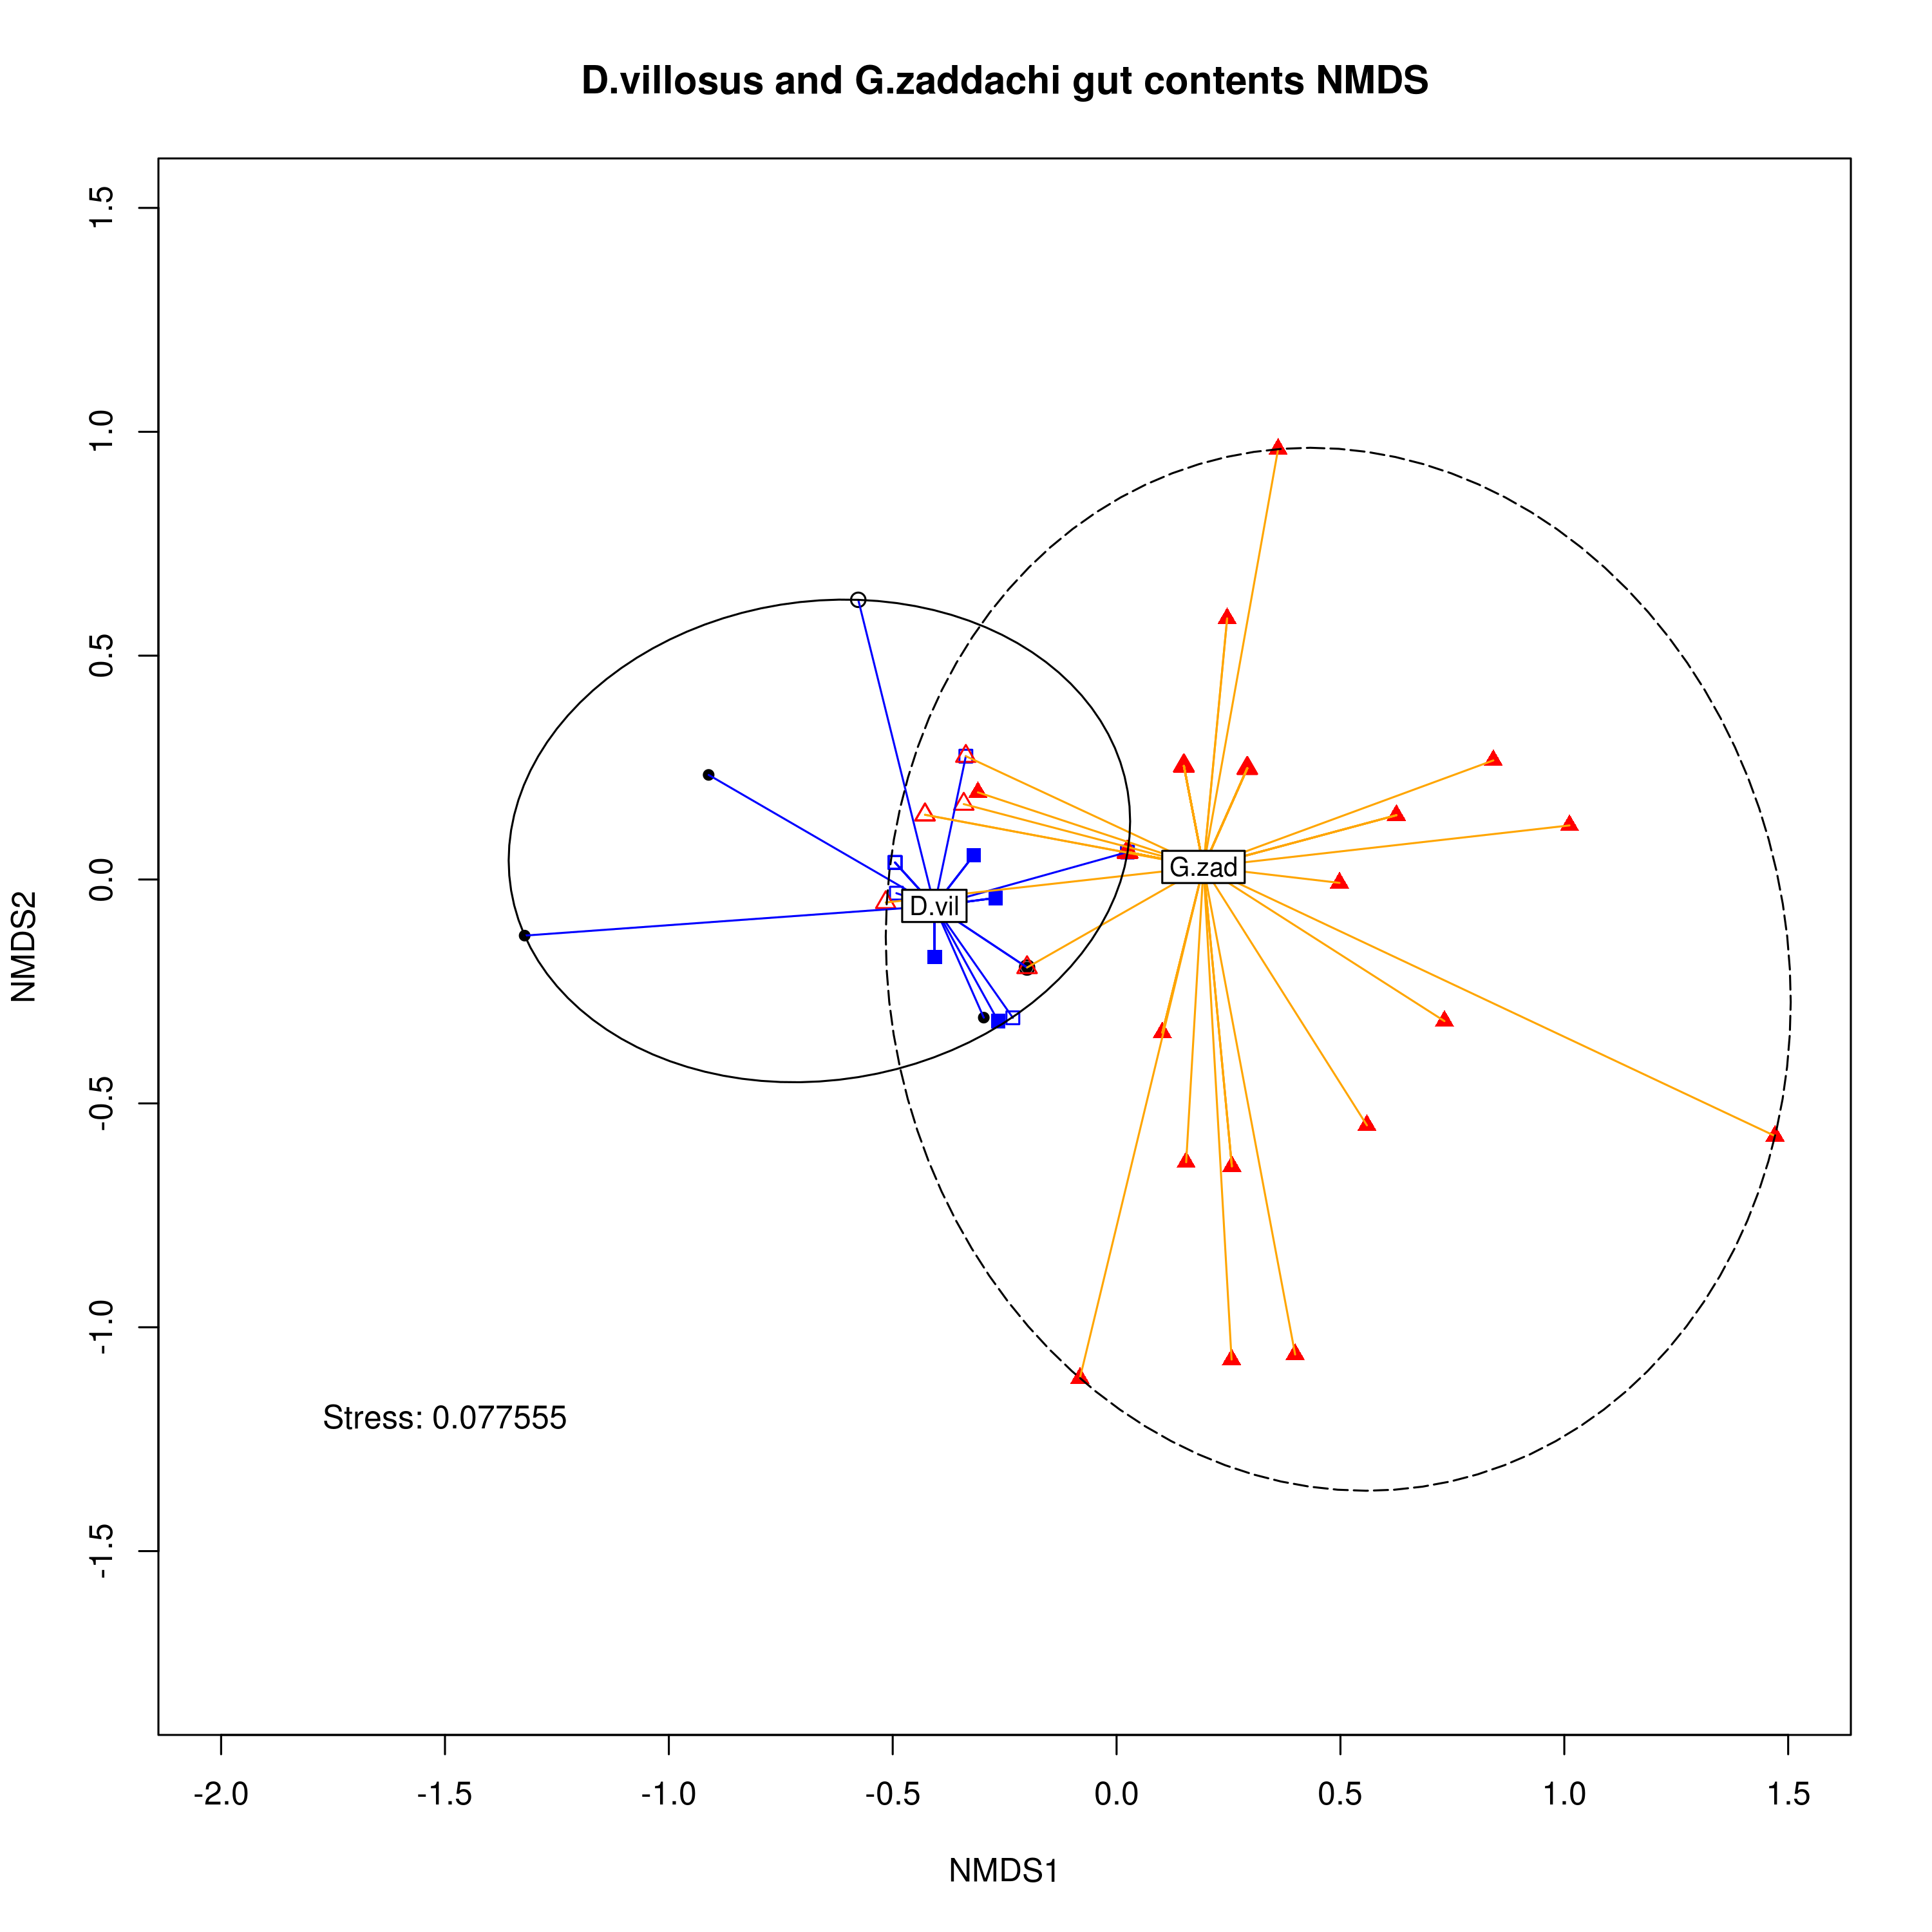 D.villosus and G.zaddachi gut contents NMDS
1.5
1.0
0.5
0.0
-0.5
-1.0
-1.5
NMDS2
D.vil
G.zad
Stress: 0.077555
-2.0 -1.5 -1.0 -0.5 0.0 0.5 1.0 1.5
NMDS1